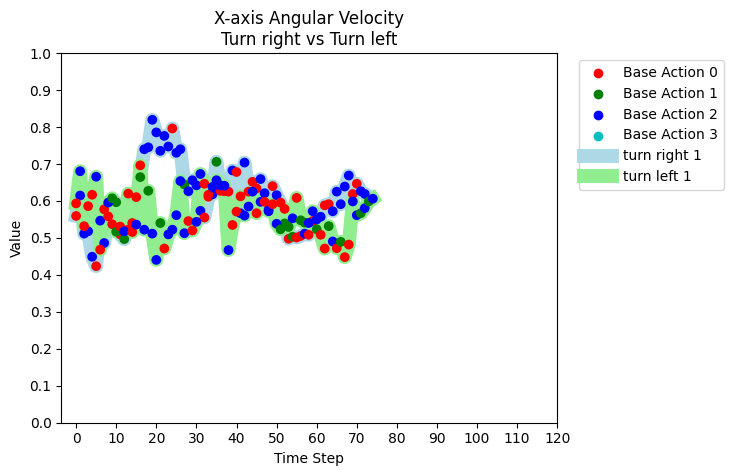 X-axis Angular Velocity
Turn right vs Turn left
1.0
0.9
0.8
0.7
0.6
0.5
0.4
0.3
0.2
0.1
0.0
Value
0 10 20 30 40 50 60 70 80 90 100 110 120
Time Step
Base Action 0
Base Action 1
Base Action 2
Base Action 3
turn right 1
turn left 1